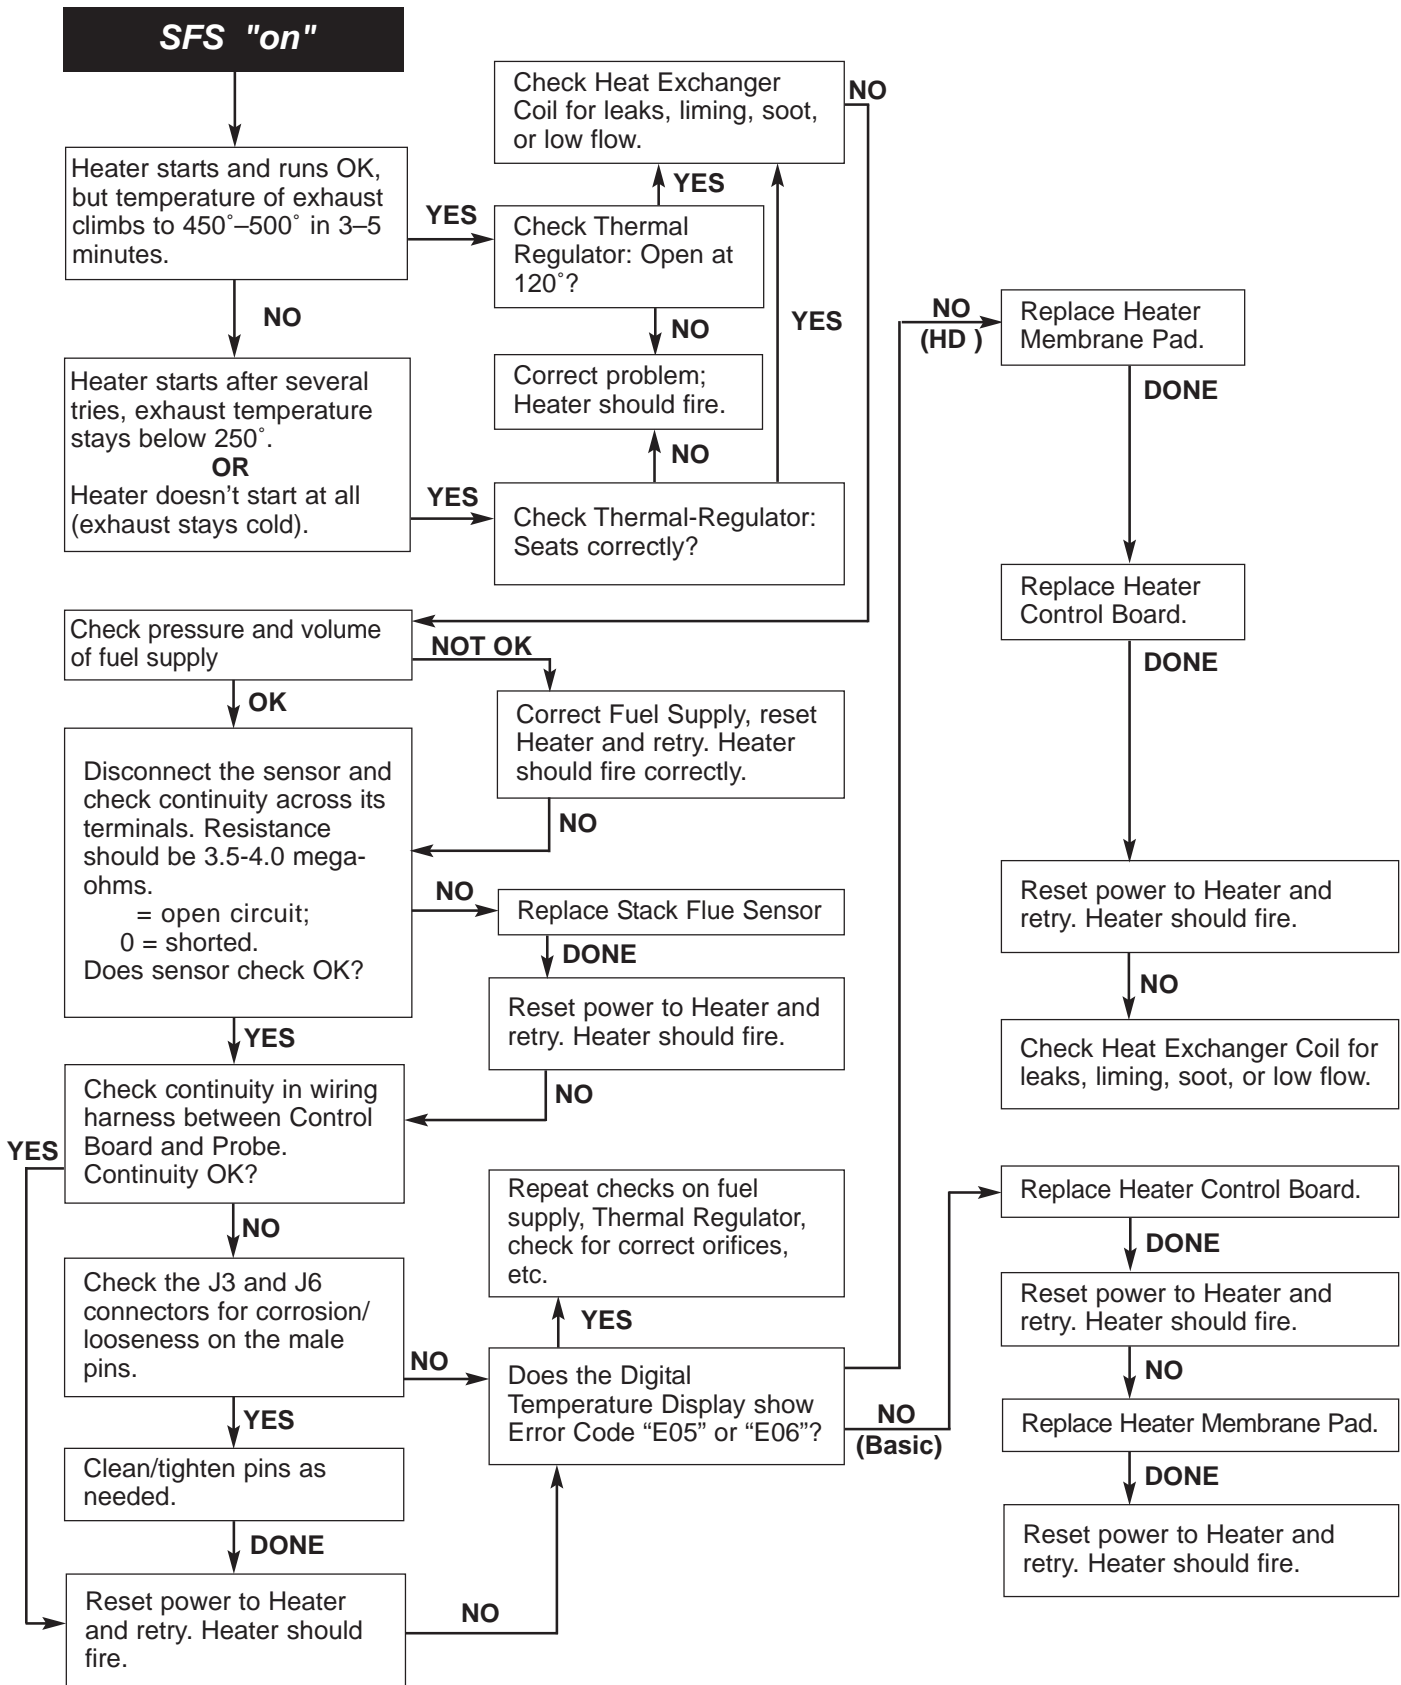 SFS "on"
Heater starts and runs OK,
but temperature of exhaust
climbs to 450˚–500˚ in 3–5
minutes.
YES
Check Thermal
Regulator: Open at
120˚?
YES
Check Heat Exchanger
Coil for leaks, liming, soot,
or low flow.
NO
NO
Correct problem;
Heater should fire.
NO
YES
NO
Heater starts after several
tries, exhaust temperature
stays below 250˚.
OR
Heater doesn't start at all
(exhaust stays cold).
YES
Check Thermal-Regulator:
Seats correctly?
Check pressure and volume
of fuel supply
NOT OK
Correct Fuel Supply, reset
Heater and retry. Heater
should fire correctly.
NO
OK
Disconnect the sensor and
check continuity across its
terminals. Resistance
should be 3.5-4.0 mega-
ohms.
= open circuit;
0 = shorted.
Does sensor check OK?
NO
Replace Stack Flue Sensor
DONE
Reset power to Heater and
retry. Heater should fire.
NO
YES
Check continuity in wiring
harness between Control
Board and Probe.
Continuity OK?
YES
NO
Check the J3 and J6
connectors for corrosion/
looseness on the male
pins.
NO
YES
Clean/tighten pins as
needed.
DONE
Reset power to Heater
and retry. Heater should
fire.
NO
Does the Digital
Temperature Display show
Error Code “E05” or “E06”?
YES
Repeat checks on fuel
supply, Thermal Regulator,
check for correct orifices,
etc.
NO
(HD )
Replace Heater
Membrane Pad.
DONE
Replace Heater
Control Board.
DONE
Reset power to Heater and
retry. Heater should fire.
NO
Check Heat Exchanger Coil for
leaks, liming, soot, or low flow.
NO
(Basic)
Replace Heater Control Board.
DONE
Reset power to Heater and
retry. Heater should fire.
NO
Replace Heater Membrane Pad.
DONE
Reset power to Heater and
retry. Heater should fire.